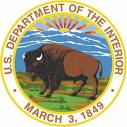 U.S. DEPARTMENT OF THE INTERIOR
MARCH 3, 1849